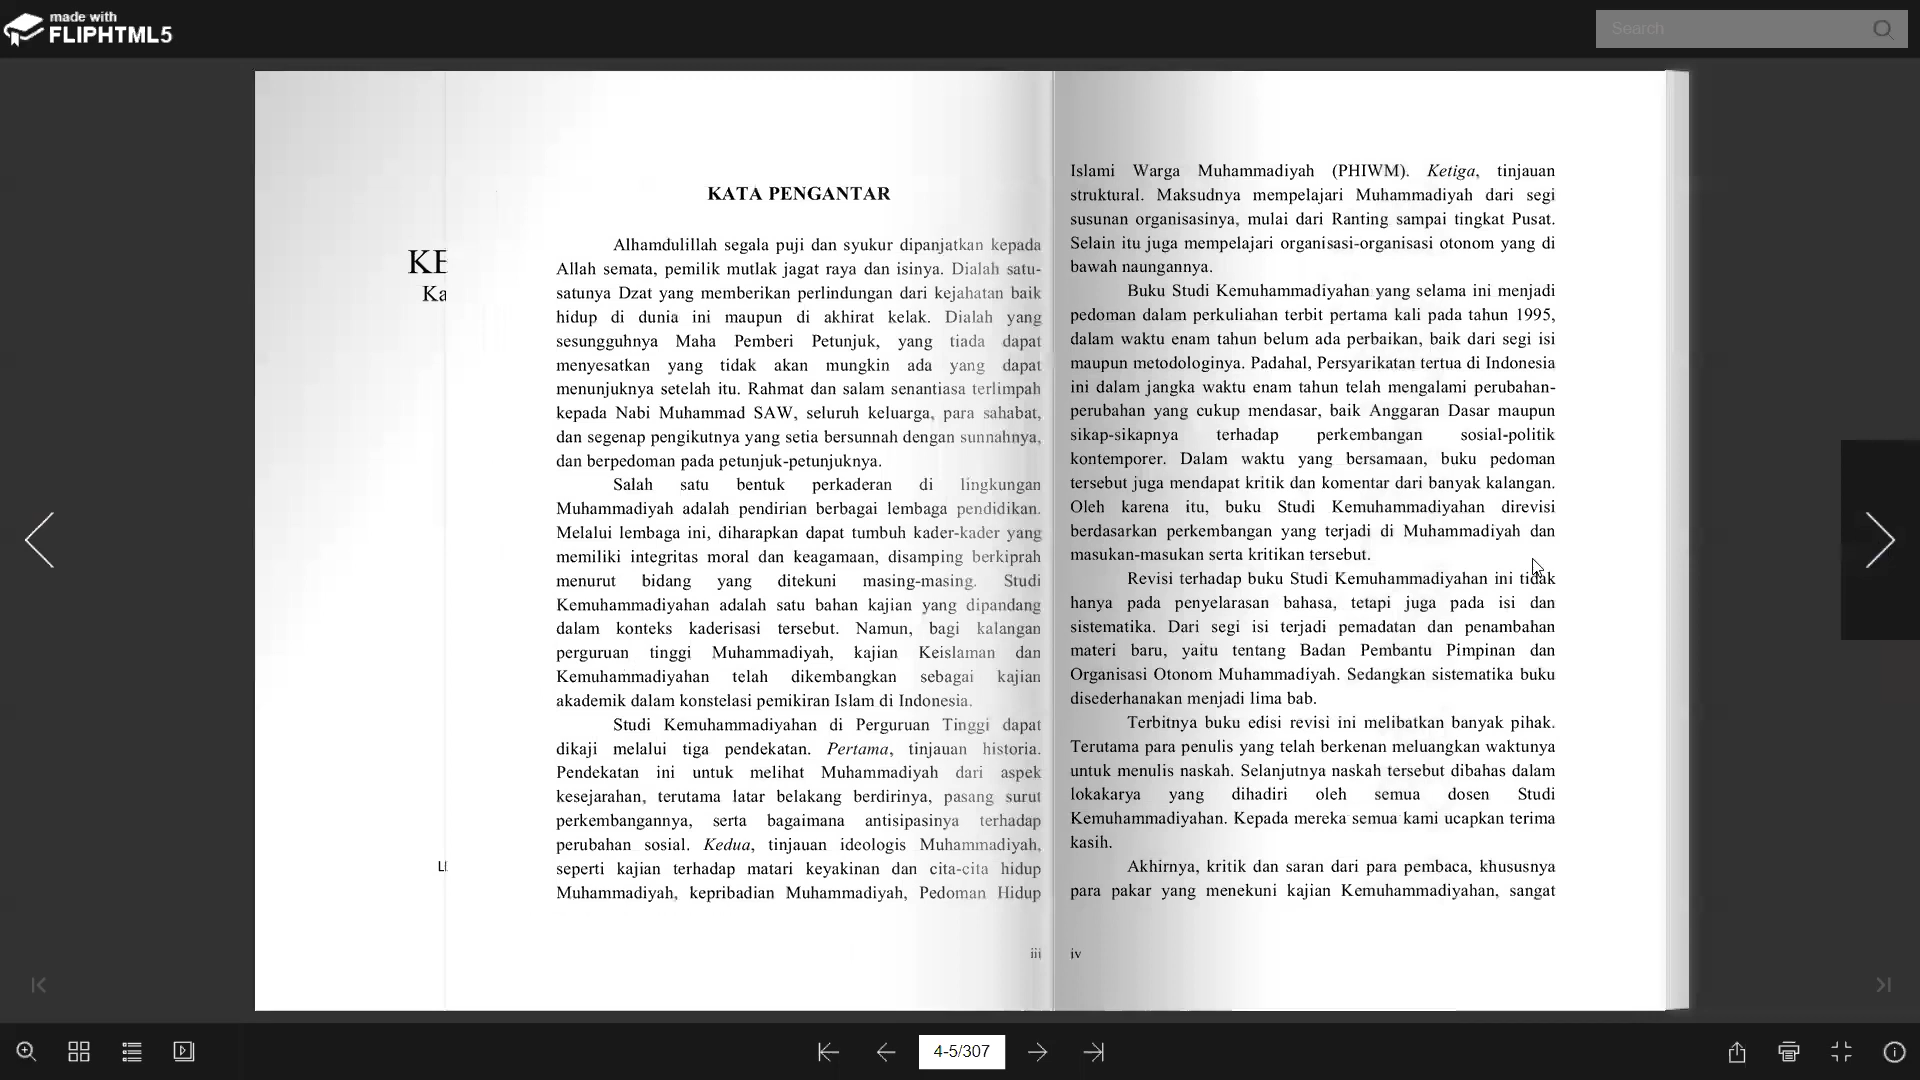 made with
FLIPHTML5
Search
KE
Ka
LE
KATA PENGANTAR
Alhamdulillah segala puji dan syukur dipanjatkan kepada
Allah semata, pemilik mutlak jagat raya dan isinya. Dialah satu-
satunya Dzat yang memberikan perlindungan dari kejahatan baik
hidup di dunia ini maupun di akhirat kelak. Dialah yang
sesungguhnya Maha Pemberi Petunjuk, yang tiada dapat
menyesatkan yang tidak akan mungkin ada yang dapat
menunjuknya setelah itu. Rahmat dan salam senantiasa terlimpah
kepada Nabi Muhammad SAW, seluruh keluarga, para sahabat,
dan segenap pengikutnya yang setia bersunnah dengan sunnahnya,
dan berpedoman pada petunjuk-petunjuknya.
Salah satu bentuk perkaderan di lingkungan
Muhammadiyah adalah pendirian berbagai lembaga pendidikan.
Melalui lembaga ini, diharapkan dapat tumbuh kader-kader yang
memiliki integritas moral dan keagamaan, disamping berkiprah
menurut bidang yang ditekuni masing-masing. Studi
Kemuhammadiyahan adalah satu bahan kajian yang dipandang
dalam konteks kaderisasi tersebut. Namun, bagi kalangan
perguruan tinggi Muhammadiyah, kajian Keislaman dan
Kemuhammadiyahan telah dikembangkan sebagai kajian
akademik dalam konstelasi pemikiran Islam di Indonesia.
Studi Kemuhammadiyahan di Perguruan Tinggi dapat
dikaji melalui tiga pendekatan. Pertama, tinjauan historia.
Pendekatan ini untuk melihat Muhammadiyah dari aspek
kesejarahan, terutama latar belakang berdirinya, pasang surut
perkembangannya, serta bagaimana antisipasinya terhadap
perubahan sosial. Kedua, tinjauan ideologis Muhammadiyah,
seperti kajian terhadap matari keyakinan dan cita-cita hidup
Muhammadiyah, kepribadian Muhammadiyah, Pedoman Hidup
iii
Islami Warga Muhammadiyah (PHIWM). Ketiga, tinjauan
struktural. Maksudnya mempelajari Muhammadiyah dari segi
susunan organisasinya, mulai dari Ranting sampai tingkat Pusat.
Selain itu juga mempelajari organisasi-organisasi otonom yang di
bawah naungannya.
Buku Studi Kemuhammadiyahan yang selama ini menjadi
pedoman dalam perkuliahan terbit pertama kali pada tahun 1995,
dalam waktu enam tahun belum ada perbaikan, baik dari segi isi
maupun metodologinya. Padahal, Persyarikatan tertua di Indonesia
ini dalam jangka waktu enam tahun telah mengalami perubahan-
perubahan yang cukup mendasar, baik Anggaran Dasar maupun
sikap-sikapnya terhadap perkembangan sosial-politik
kontemporer. Dalam waktu yang bersamaan, buku pedoman
tersebut juga mendapat kritik dan komentar dari banyak kalangan.
Oleh karena itu, buku Studi Kemuhammadiyahan direvisi
berdasarkan perkembangan yang terjadi di Muhammadiyah dan
masukan-masukan serta kritikan tersebut.
Revisi terhadap buku Studi Kemuhammadiyahan ini tidak
hanya pada penyelarasan bahasa, tetapi juga pada isi dan
sistematika. Dari segi isi terjadi pemadatan dan penambahan
materi baru, yaitu tentang Badan Pembantu Pimpinan dan
Organisasi Otonom Muhammadiyah. Sedangkan sistematika buku
disederhanakan menjadi lima bab.
Terbitnya buku edisi revisi ini melibatkan banyak pihak.
Terutama para penulis yang telah berkenan meluangkan waktunya
untuk menulis naskah. Selanjutnya naskah tersebut dibahas dalam
lokakarya yang dihadiri oleh semua dosen Studi
Kemuhammadiyahan. Kepada mereka semua kami ucapkan terima
kasih.
Akhirnya, kritik dan saran dari para pembaca, khususnya
para pakar yang menekuni kajian Kemuhammadiyahan, sangat
iv
4-5/307